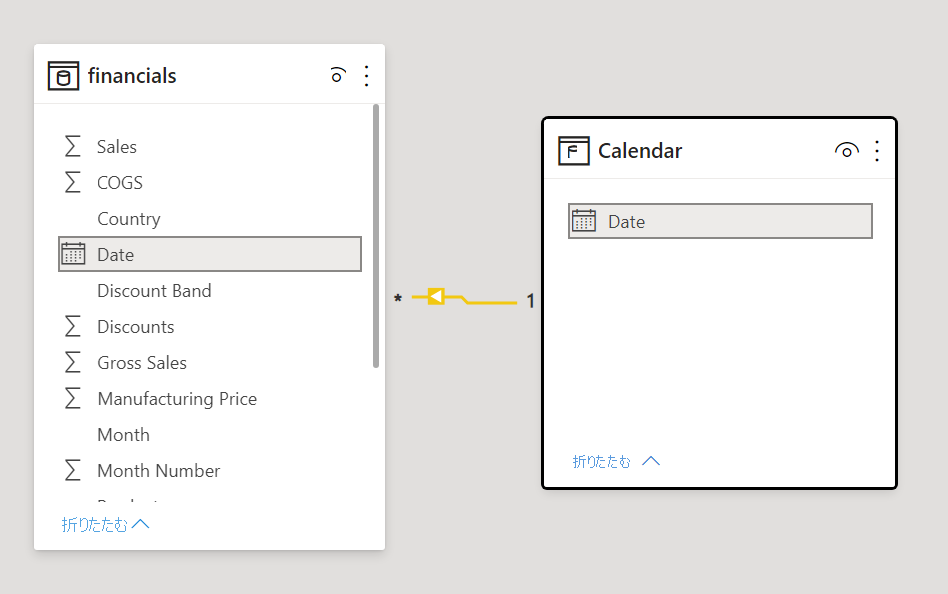 financials
Sales
COGS
Country
Date
Discount Band
Discounts
Gross Sales
Manufacturing Price
Month
Month Number
折りたたむ
* 1
Calendar
Date
折りたたむ